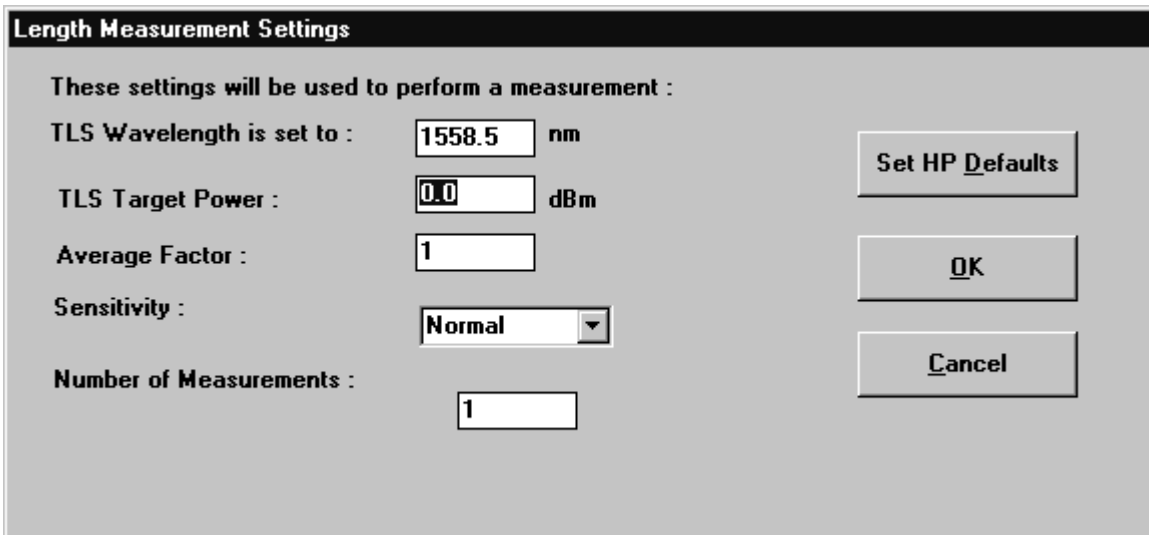 Length Measurement Settings
These settings will be used to perform a measurement :
TLS Wavelength is set to : 1558.5 nm
TLS Target Power : 0.0 dBm
Average Factor : 1
Sensitivity : Normal
Number of Measurements : 1
Set HP Defaults
OK
Cancel